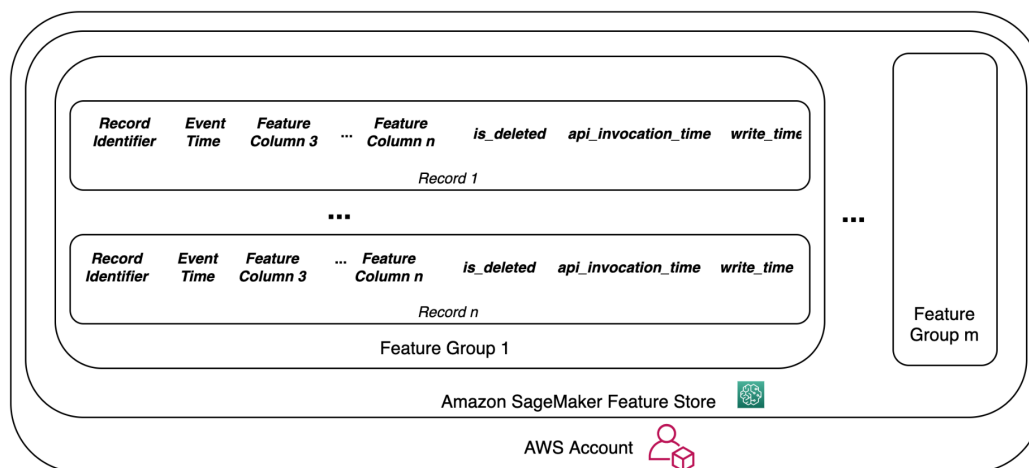 Record Identifier Event Time Feature Column 3 ... Feature Column n is_deleted api_invocation_time write_time
Record 1
...
Record Identifier Event Time Feature Column 3 ... Feature Column n is_deleted api_invocation_time write_time
Record n
Feature Group 1
...
Feature Group m
Amazon SageMaker Feature Store
AWS Account